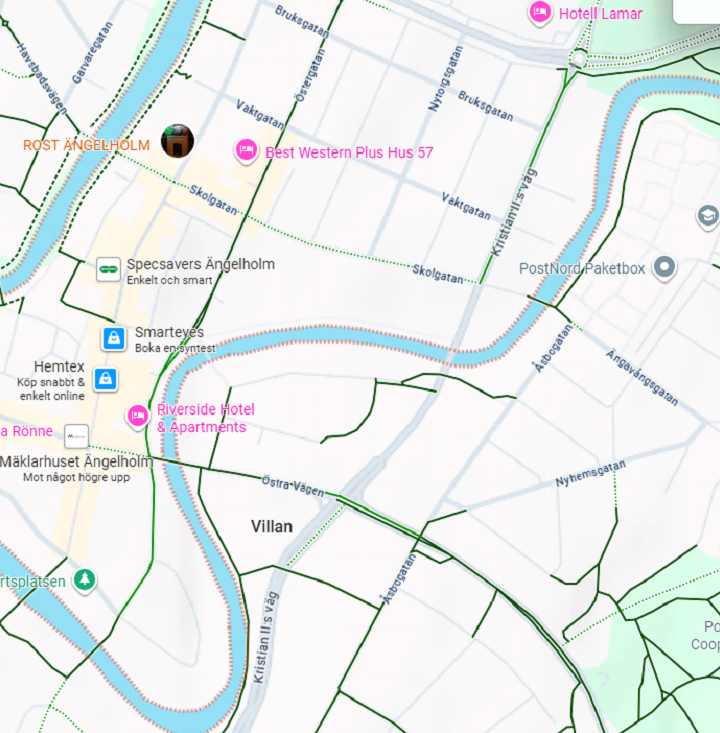 Hotell Lamar
Bruksgatan
Havsbadsvägen
Garvaregatan
Östergatan
Nytorgsgatan
Bruksgatan
Vaktgatan
ROST ÄNGELHOLM
Best Western Plus Hus 57
Skolgatan
Vaktgatan
Kristian II:s väg
Skolgatan
PostNord Paketbox
Specsavers Ängelholm
Enkelt och smart
Smarteyes
Boka en syntest
Åsbogatan
Ängavångsgatan
Hemtex
Köp snabbt &
enkelt online
Riverside Hotel
& Apartments
a Rönne
Mäklarhuset Ängelholm
Mot något högre upp
Östra Vägen
Nyhemsgatan
Villan
rtsplatsen
Åsbogatan
Kristian II:s väg
Po
Coop